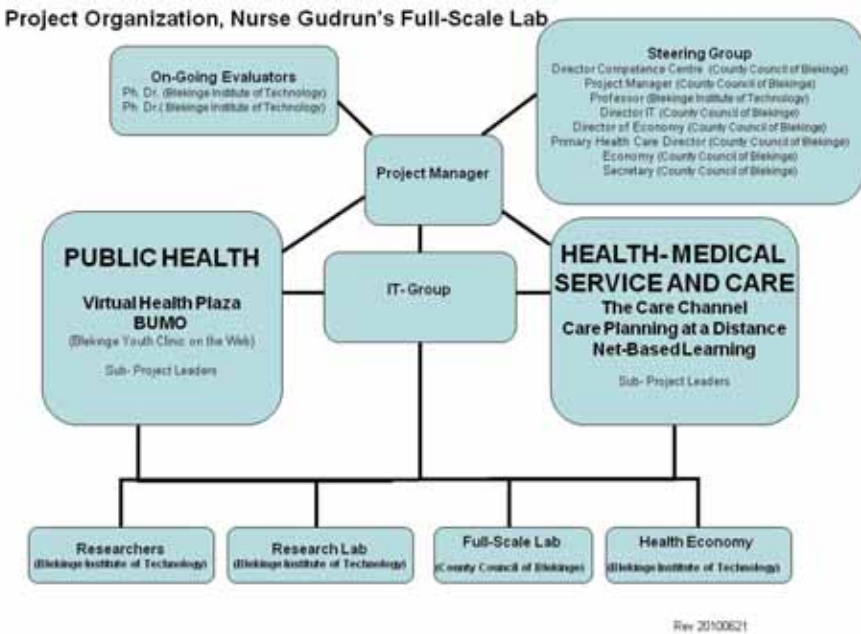 Project Organization, Nurse Gudrun's Full-Scale Lab
On-Going Evaluators
Ph. Dr. (Blekinge Institute of Technology)
Ph. Dr.( Blekinge Institute of Technology)
Steering Group
Director Competence Centre (County Council of Blekinge)
Project Manager (County Council of Blekinge)
Professor (Blekinge Institute of Technology)
Director IT (County Council of Blekinge)
Director of Economy (County Council of Blekinge)
Primary Health Care Director (County Council of Blekinge)
Economy (County Council of Blekinge)
Secretary (County Council of Blekinge)
Project Manager
PUBLIC HEALTH
Virtual Health Plaza
BUMO
(Blekinge Youth Clinic on the Web)
Sub- Project Leaders
IT- Group
HEALTH- MEDICAL
SERVICE AND CARE
The Care Channel
Care Planning at a Distance
Net-Based Learning
Sub- Project Leaders
Researchers
(Blekinge Institute of Technology)
Research Lab
(Blekinge Institute of Technology)
Full-Scale Lab
(County Council of Blekinge)
Health Economy
(Blekinge Institute of Technology)
Rev 20100621